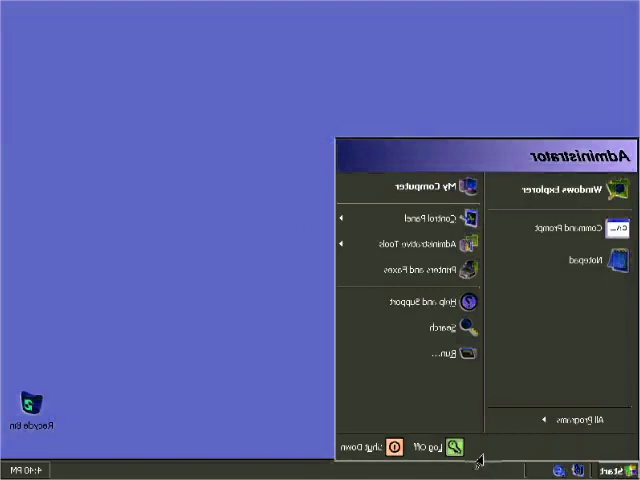 Administrator
Windows Explorer
Command Prompt
Notepad
All Programs
My Computer
Control Panel
Administrative Tools
Printers and Faxes
Help and Support
Search
Run...
Log Off
Shut Down
Recycle Bin
Start
4:40 PM